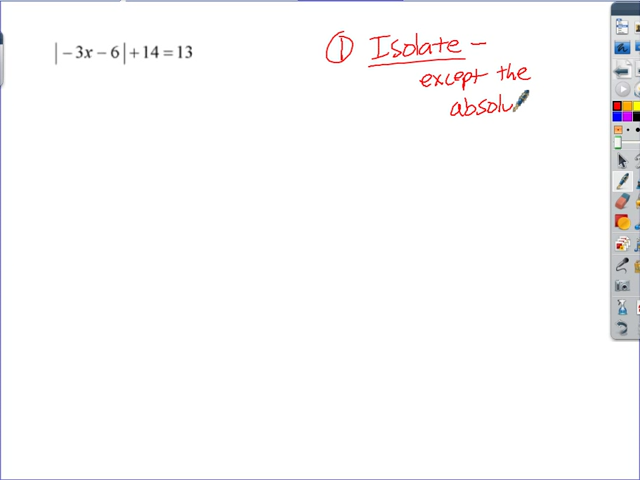 |−3x − 6| + 14 = 13
① Isolate –
except the
absolu